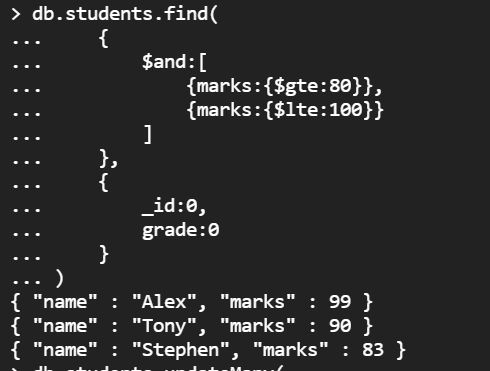 > db.students.find(
...     {
...         $and:[
...             {marks:{$gte:80}},
...             {marks:{$lte:100}}
...         ]
...     },
...     {
...         _id:0,
...         grade:0
...     }
... )
{ "name" : "Alex", "marks" : 99 }
{ "name" : "Tony", "marks" : 90 }
{ "name" : "Stephen", "marks" : 83 }
> db.students.updateMany(